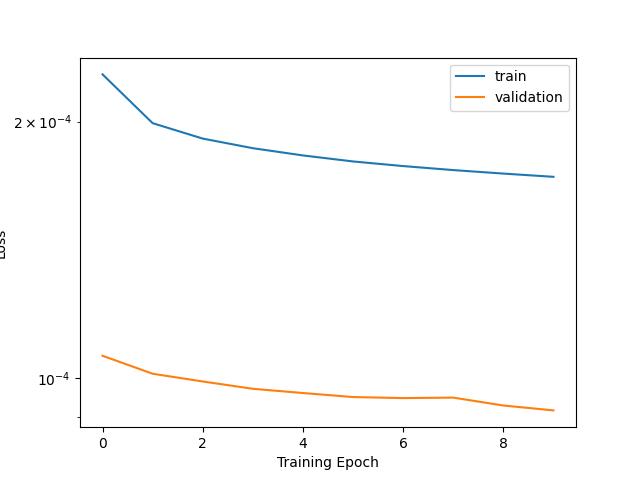 train
validation
2 × 10⁻⁴
10⁻⁴
Loss
0 2 4 6 8
Training Epoch